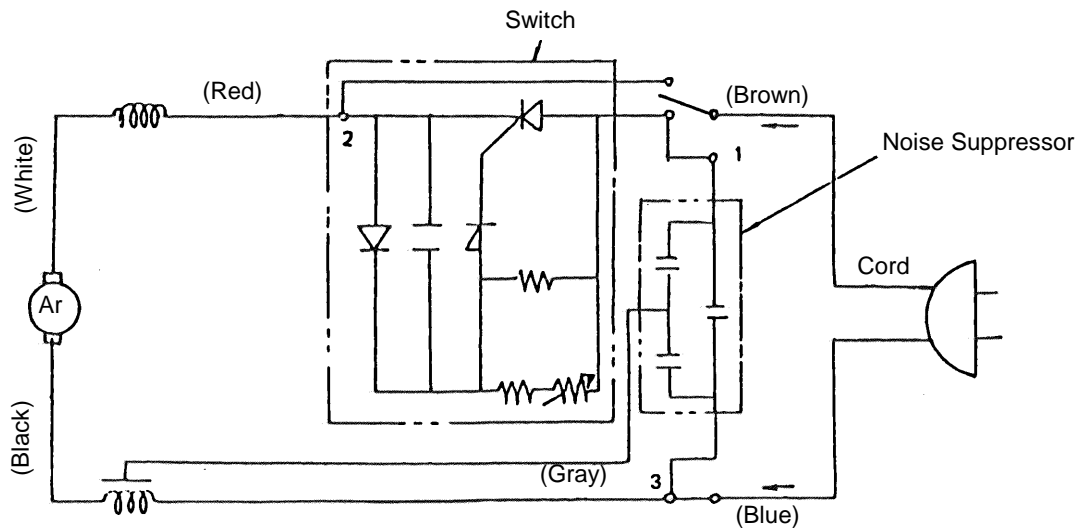 Switch
(Red)
(Brown)
2
1
Noise Suppressor
(White)
Cord
Ar
(Black)
(Gray)
3
(Blue)